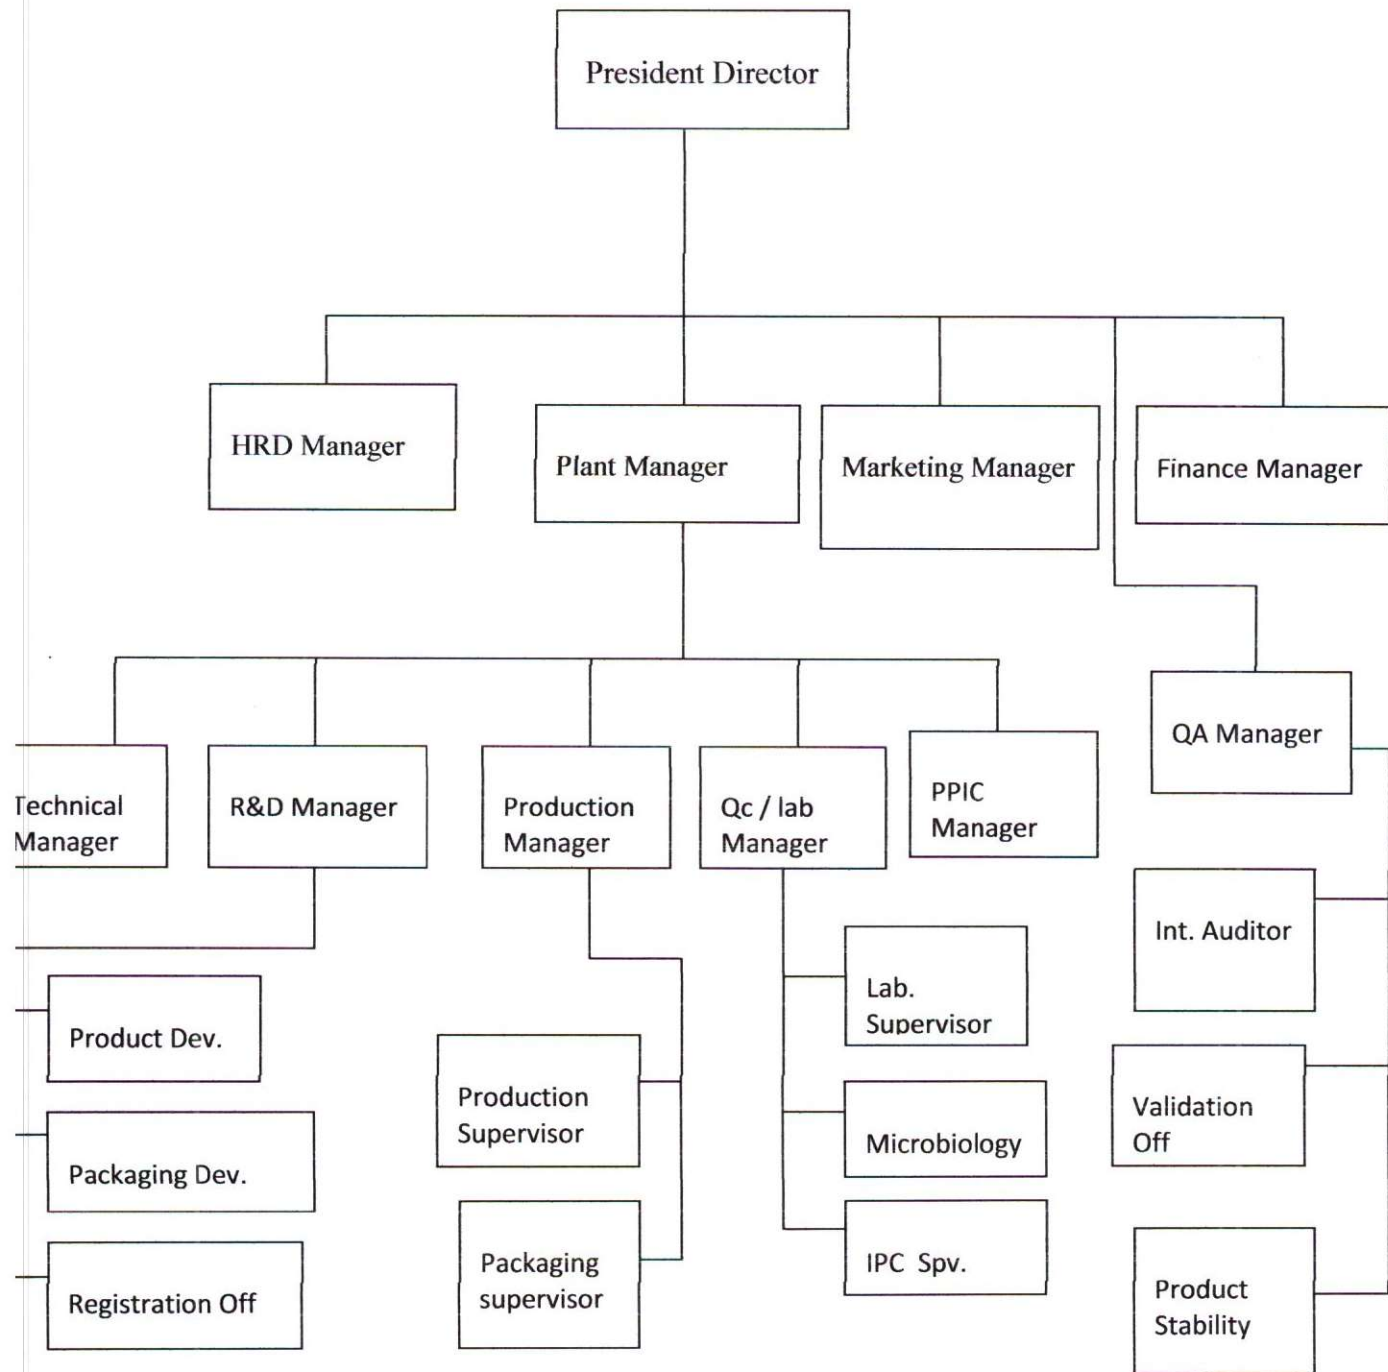 President Director
HRD Manager
Plant Manager
Marketing Manager
Finance Manager
QA Manager
Technical
Manager
R&D Manager
Production
Manager
Qc / lab
Manager
PPIC
Manager
Int. Auditor
Lab.
Supervisor
Product Dev.
Production
Supervisor
Validation
Off
Microbiology
Packaging Dev.
Packaging
supervisor
IPC Spv.
Registration Off
Product
Stability